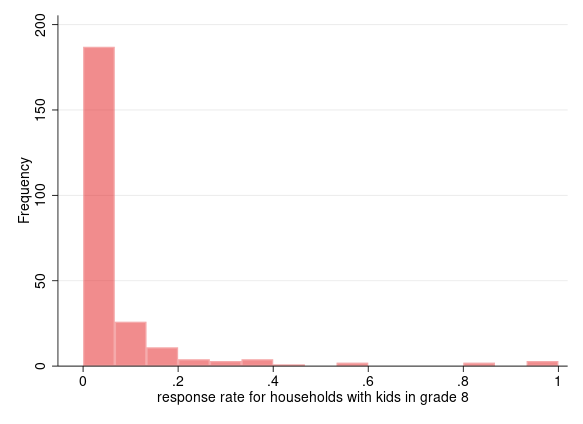 200
150
100
50
0
Frequency
0 .2 .4 .6 .8 1
response rate for households with kids in grade 8